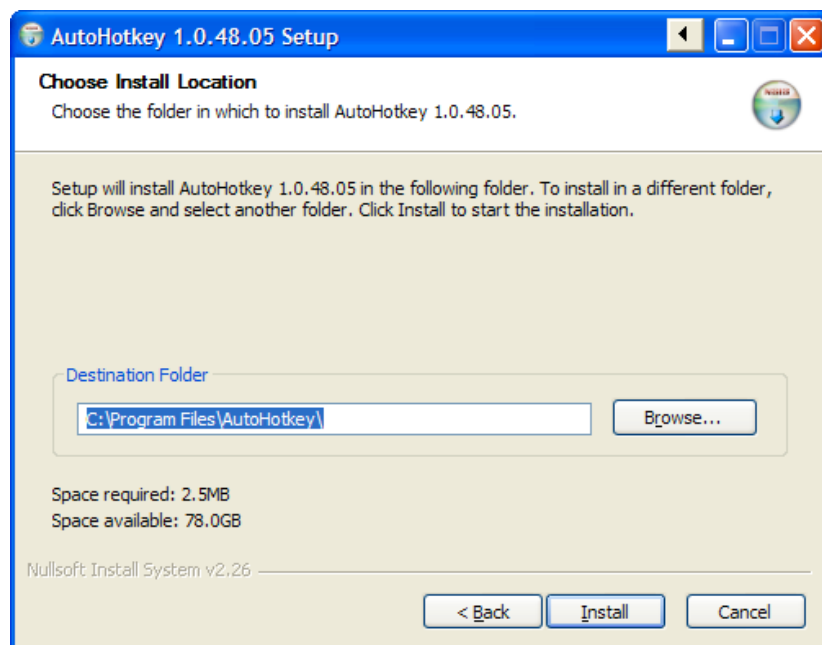 AutoHotkey 1.0.48.05 Setup
Choose Install Location
Choose the folder in which to install AutoHotkey 1.0.48.05.
NSIS
Setup will install AutoHotkey 1.0.48.05 in the following folder. To install in a different folder,
click Browse and select another folder. Click Install to start the installation.
Destination Folder
C:\Program Files\AutoHotkey\
Browse...
Space required: 2.5MB
Space available: 78.0GB
Nullsoft Install System v2.26
< Back
Install
Cancel